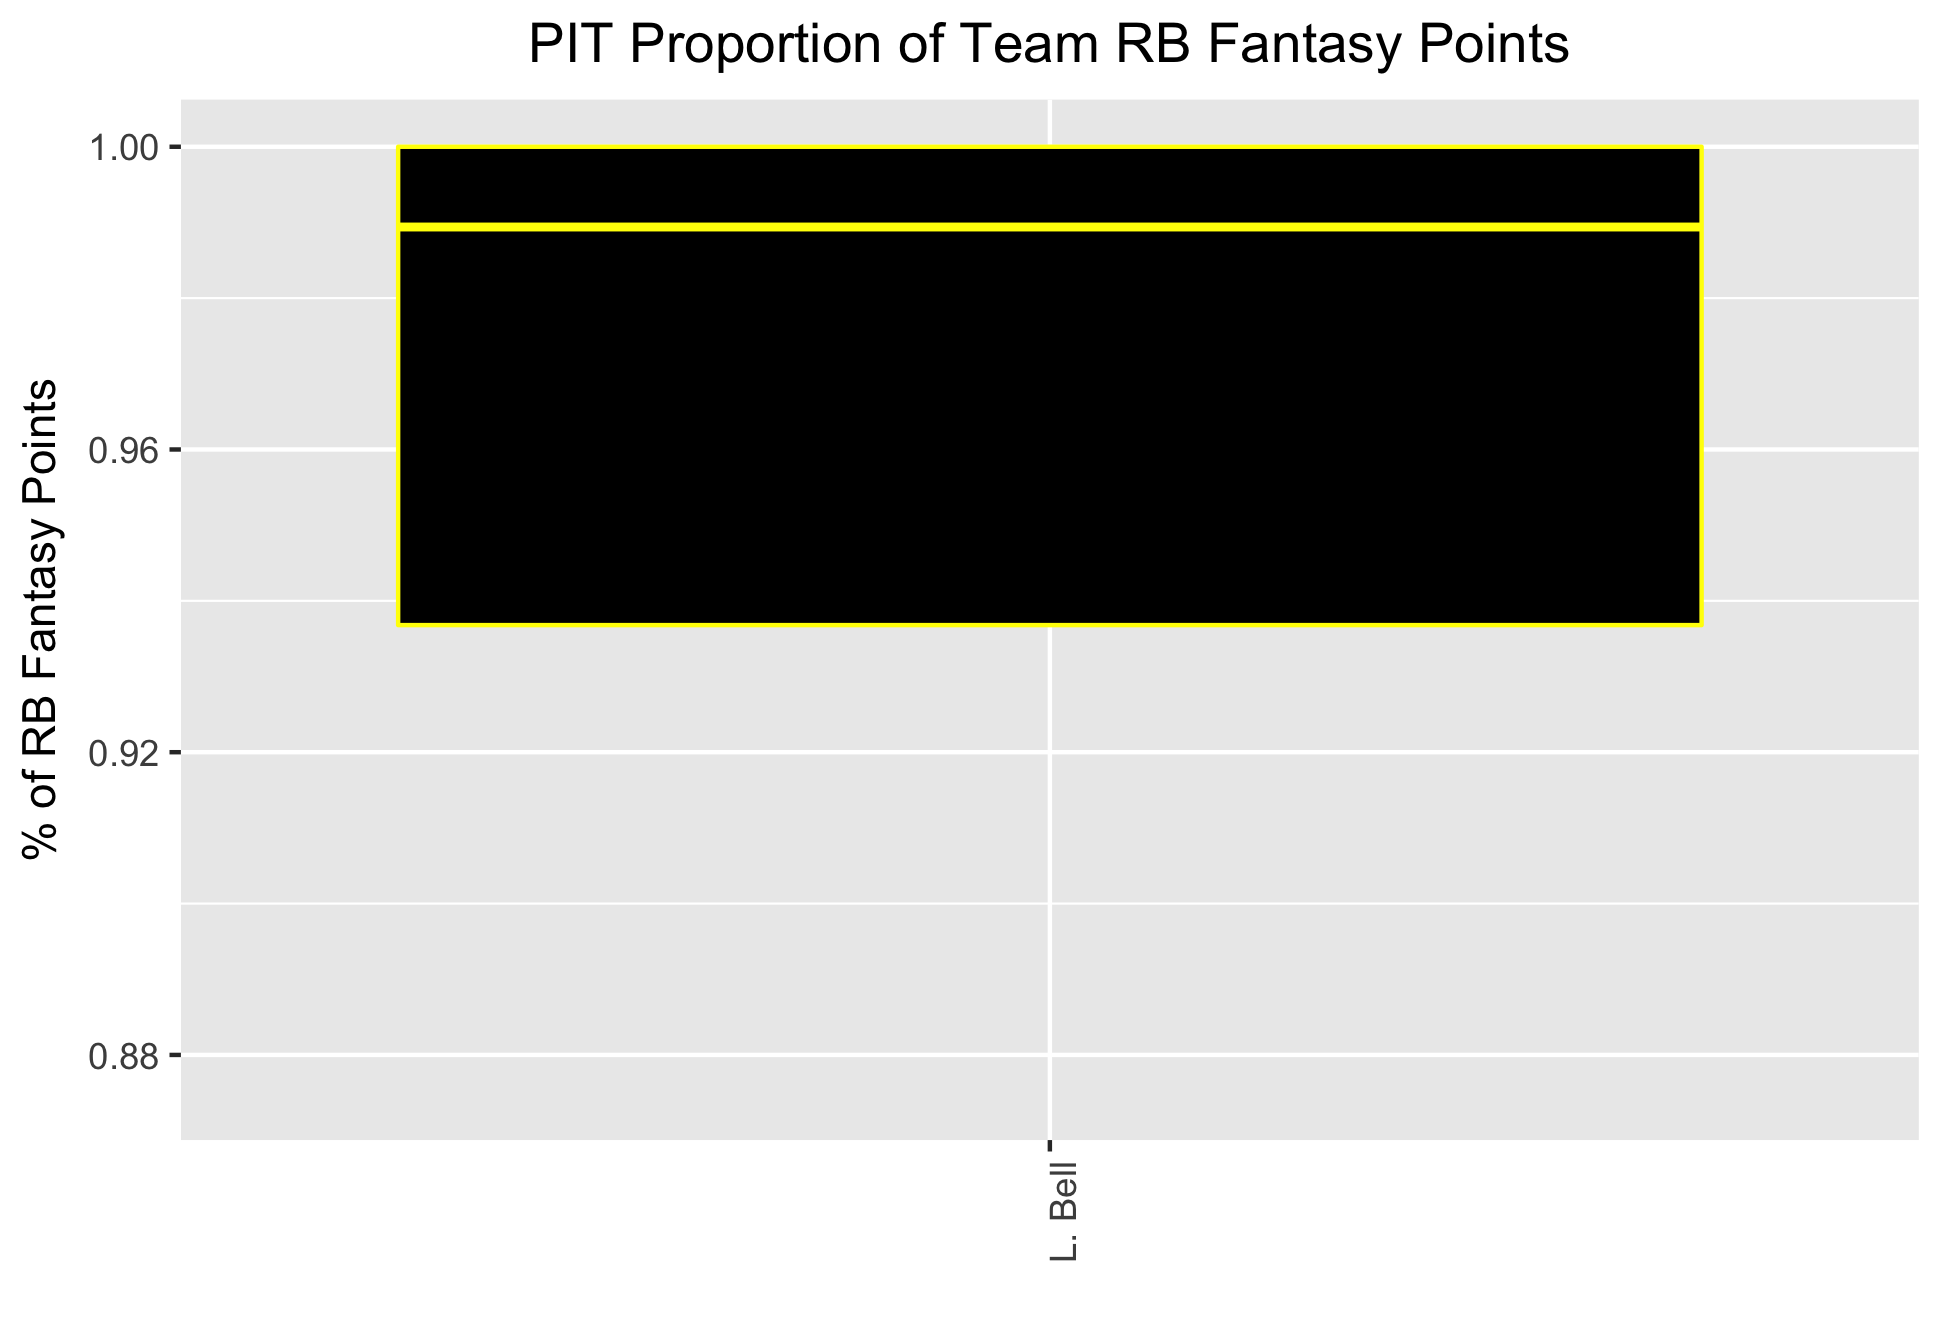 PIT Proportion of Team RB Fantasy Points
% of RB Fantasy Points
1.00
0.96
0.92
0.88
L. Bell